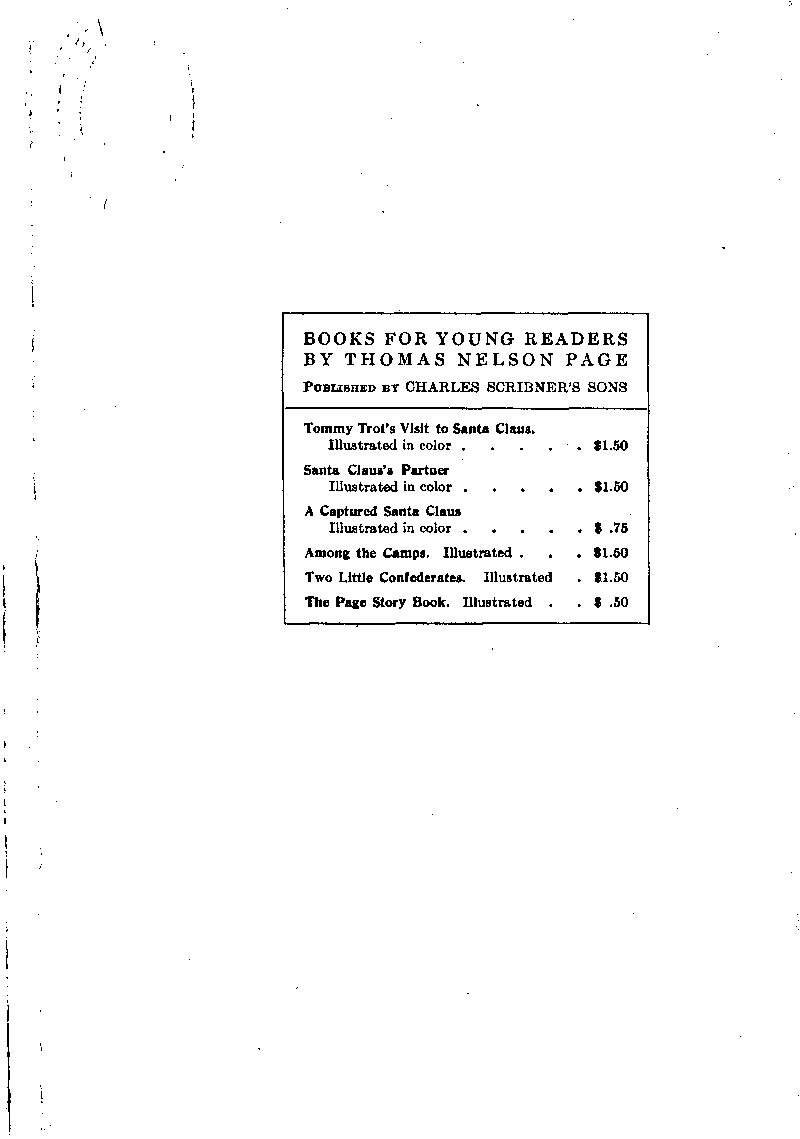 BOOKS FOR YOUNG READERS
BY THOMAS NELSON PAGE
PUBLISHED BY CHARLES SCRIBNER'S SONS
Tommy Trot's Visit to Santa Claus.
Illustrated in color . . . . . $1.50
Santa Claus's Partner
Illustrated in color . . . . . $1.50
A Captured Santa Claus
Illustrated in color . . . . . $ .75
Among the Camps. Illustrated . . . $1.50
Two Little Confederates. Illustrated . $1.50
The Page Story Book. Illustrated . . $ .50